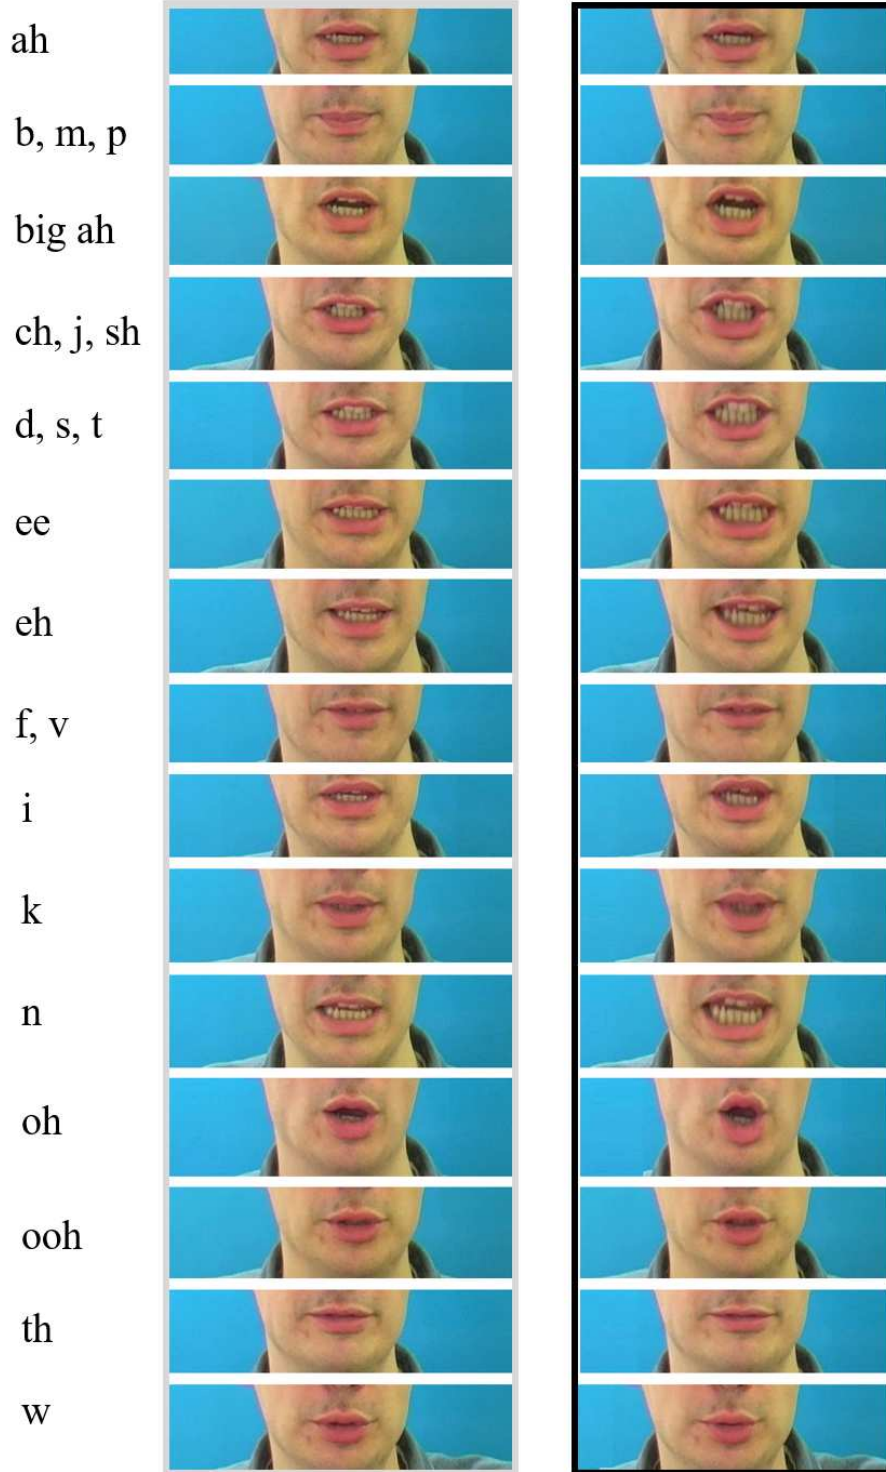 ah
b, m, p
big ah
ch, j, sh
d, s, t
ee
eh
f, v
i
k
n
oh
ooh
th
w